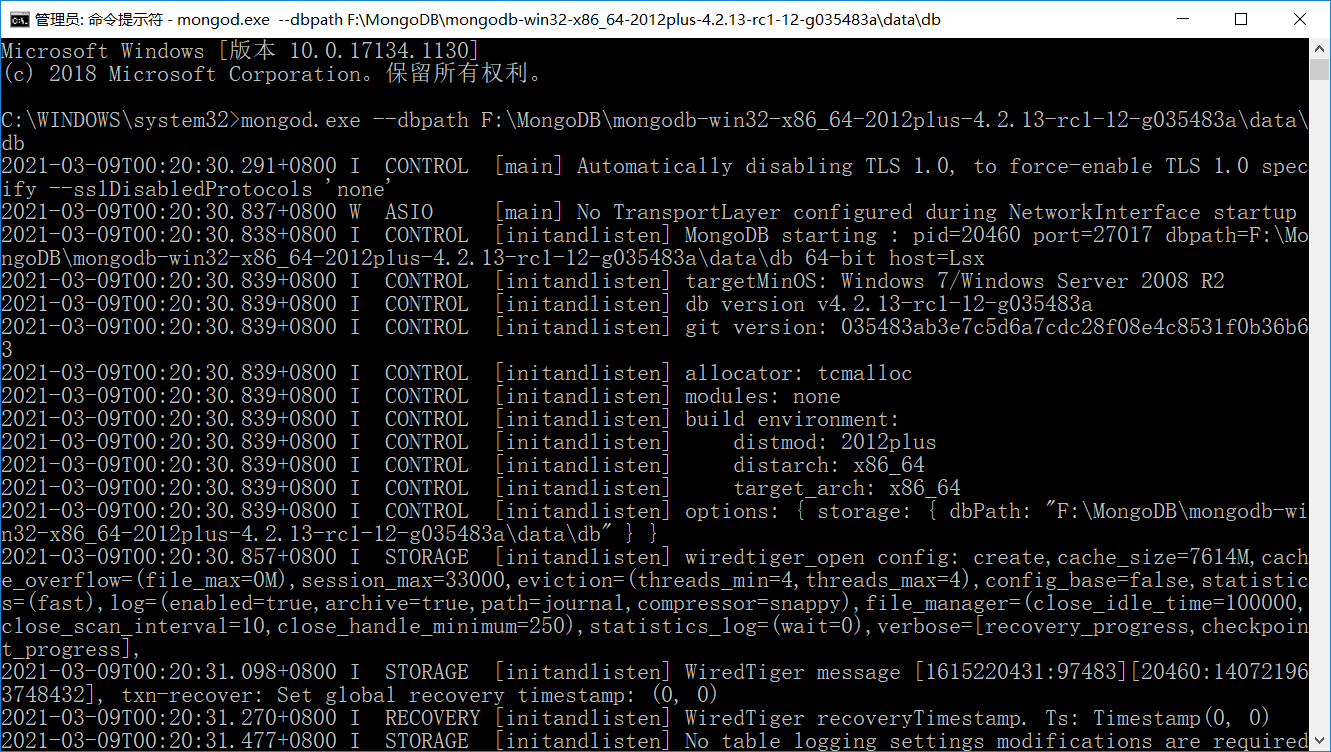 管理员: 命令提示符 - mongod.exe  --dbpath F:\MongoDB\mongodb-win32-x86_64-2012plus-4.2.13-rc1-12-g035483a\data\db
Microsoft Windows [版本 10.0.17134.1130]
(c) 2018 Microsoft Corporation。保留所有权利。
C:\WINDOWS\system32>mongod.exe --dbpath F:\MongoDB\mongodb-win32-x86_64-2012plus-4.2.13-rc1-12-g035483a\data\
db
2021-03-09T00:20:30.291+0800 I  CONTROL  [main] Automatically disabling TLS 1.0, to force-enable TLS 1.0 spec
ify --sslDisabledProtocols 'none'
2021-03-09T00:20:30.837+0800 W  ASIO     [main] No TransportLayer configured during NetworkInterface startup
2021-03-09T00:20:30.838+0800 I  CONTROL  [initandlisten] MongoDB starting : pid=20460 port=27017 dbpath=F:\Mo
ngoDB\mongodb-win32-x86_64-2012plus-4.2.13-rc1-12-g035483a\data\db 64-bit host=Lsx
2021-03-09T00:20:30.839+0800 I  CONTROL  [initandlisten] targetMinOS: Windows 7/Windows Server 2008 R2
2021-03-09T00:20:30.839+0800 I  CONTROL  [initandlisten] db version v4.2.13-rc1-12-g035483a
2021-03-09T00:20:30.839+0800 I  CONTROL  [initandlisten] git version: 035483ab3e7c5d6a7cdc28f08e4c8531f0b36b6
3
2021-03-09T00:20:30.839+0800 I  CONTROL  [initandlisten] allocator: tcmalloc
2021-03-09T00:20:30.839+0800 I  CONTROL  [initandlisten] modules: none
2021-03-09T00:20:30.839+0800 I  CONTROL  [initandlisten] build environment:
2021-03-09T00:20:30.839+0800 I  CONTROL  [initandlisten]     distmod: 2012plus
2021-03-09T00:20:30.839+0800 I  CONTROL  [initandlisten]     distarch: x86_64
2021-03-09T00:20:30.839+0800 I  CONTROL  [initandlisten]     target_arch: x86_64
2021-03-09T00:20:30.839+0800 I  CONTROL  [initandlisten] options: { storage: { dbPath: "F:\MongoDB\mongodb-wi
n32-x86_64-2012plus-4.2.13-rc1-12-g035483a\data\db" } }
2021-03-09T00:20:30.857+0800 I  STORAGE  [initandlisten] wiredtiger_open config: create,cache_size=7614M,cach
e_overflow=(file_max=0M),session_max=33000,eviction=(threads_min=4,threads_max=4),config_base=false,statistic
s=(fast),log=(enabled=true,archive=true,path=journal,compressor=snappy),file_manager=(close_idle_time=100000,
close_scan_interval=10,close_handle_minimum=250),statistics_log=(wait=0),verbose=[recovery_progress,checkpoin
t_progress],
2021-03-09T00:20:31.098+0800 I  STORAGE  [initandlisten] WiredTiger message [1615220431:97483][20460:14072196
3748432], txn-recover: Set global recovery timestamp: (0, 0)
2021-03-09T00:20:31.270+0800 I  RECOVERY [initandlisten] WiredTiger recoveryTimestamp. Ts: Timestamp(0, 0)
2021-03-09T00:20:31.477+0800 I  STORAGE  [initandlisten] No table logging settings modifications are required